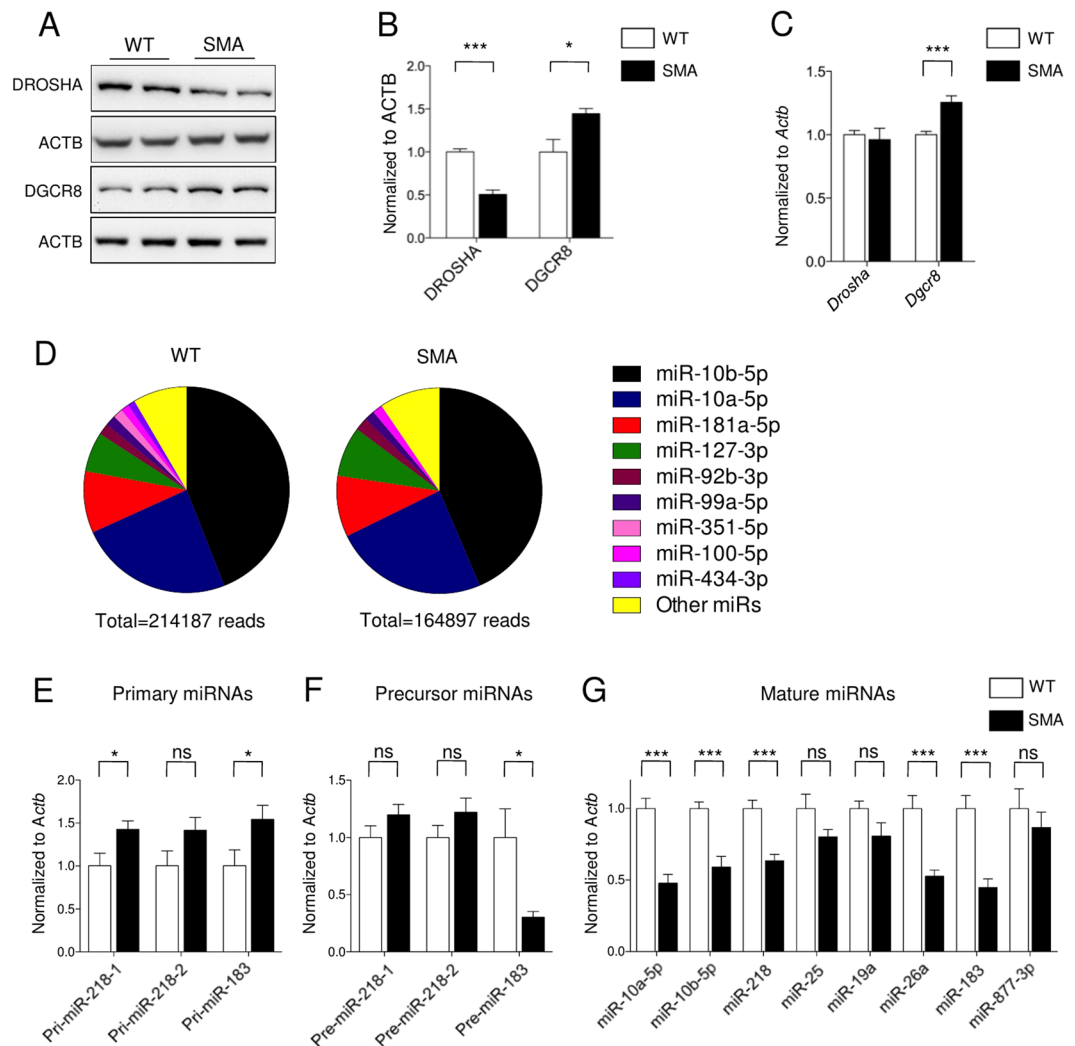 A
WT SMA
DROSHA
ACTB
DGCR8
ACTB
B
WT
SMA
*** *
Normalized to ACTB
2.0
1.5
1.0
0.5
0.0
DROSHA
DGCR8
C
WT
SMA
***
Normalized to Actb
1.5
1.0
0.5
0.0
Drosha
Dgcr8
D
WT
SMA
Total=214187 reads
Total=164897 reads
miR-10b-5p
miR-10a-5p
miR-181a-5p
miR-127-3p
miR-92b-3p
miR-99a-5p
miR-351-5p
miR-100-5p
miR-434-3p
Other miRs
E
Primary miRNAs
* ns *
Normalized to Actb
2.0
1.5
1.0
0.5
0.0
Pri-miR-218-1
Pri-miR-218-2
Pri-miR-183
F
Precursor miRNAs
ns ns *
1.5
1.0
0.5
0.0
Pre-miR-218-1
Pre-miR-218-2
Pre-miR-183
G
Mature miRNAs
WT
SMA
*** *** *** ns ns *** *** ns
Normalized to Actb
1.0
0.5
0.0
miR-10a-5p
miR-10b-5p
miR-218
miR-25
miR-19a
miR-26a
miR-183
miR-877-3p